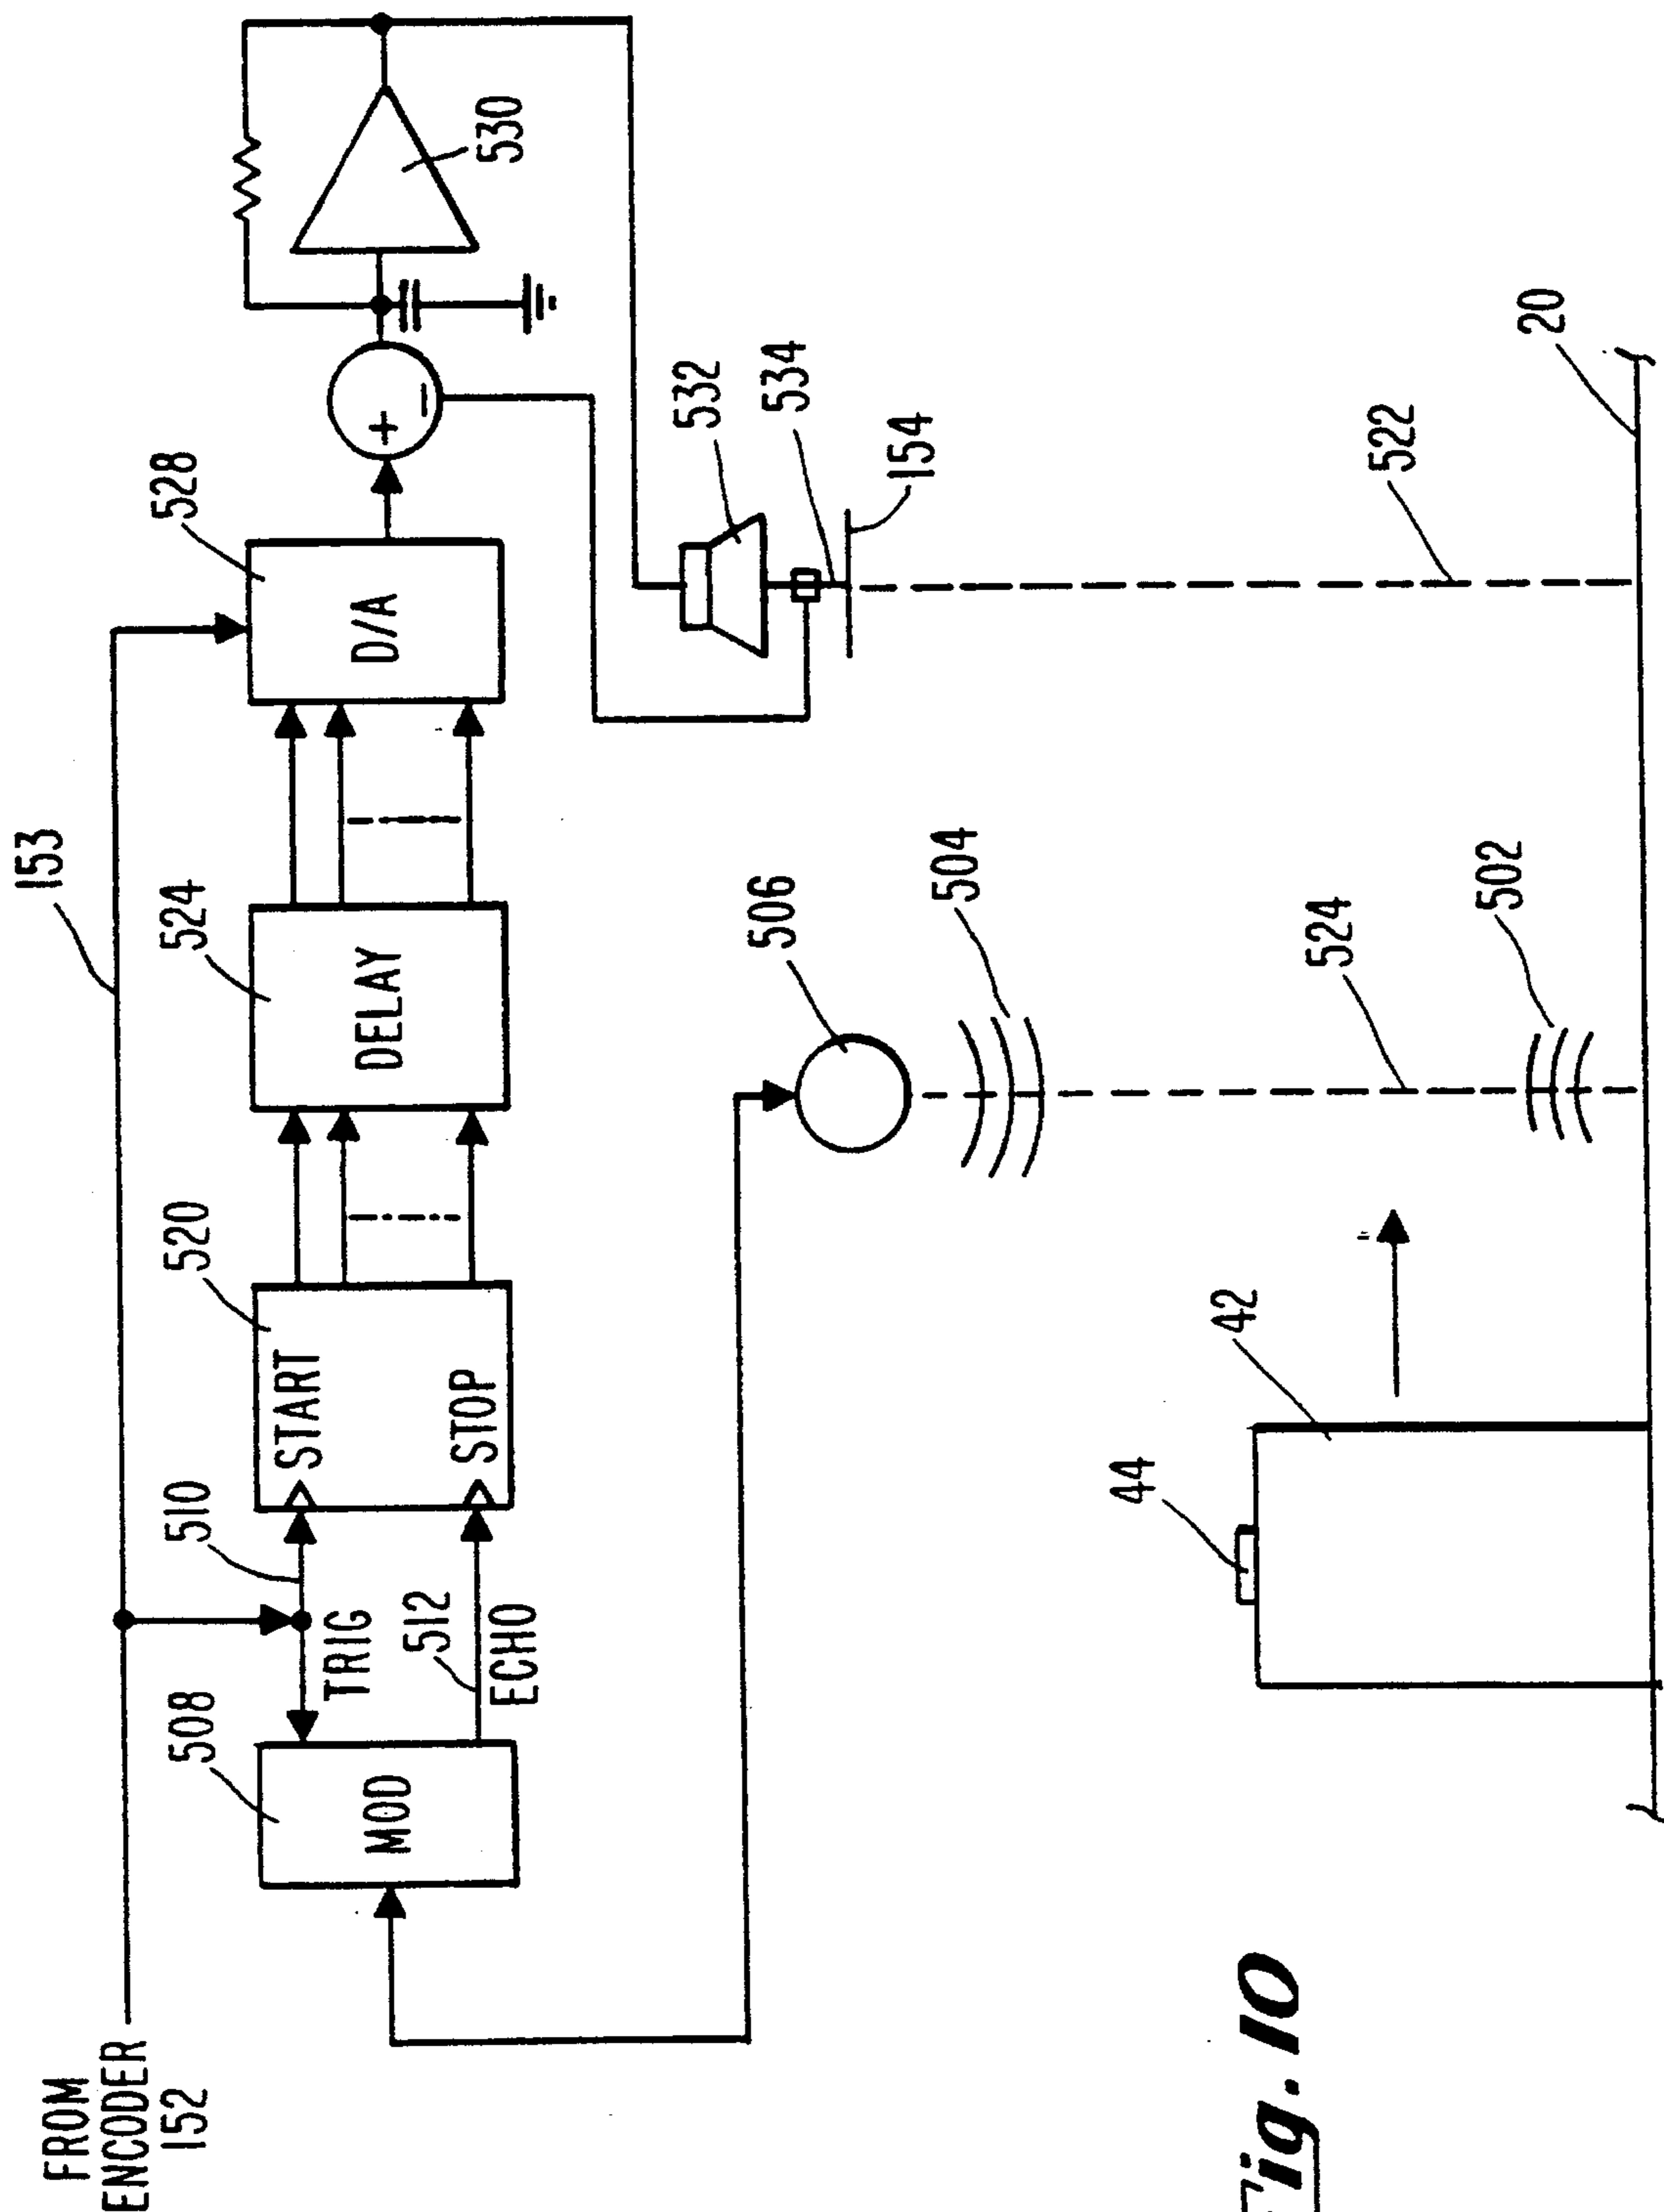 FROM
ENCODER
152
153
508
MOD
510
TRIG
512
ECHO
520
START
STOP
524
DELAY
528
D/A
+
−
530
532
534
154
506
504
44
42
524
502
522
20
Fig. 10